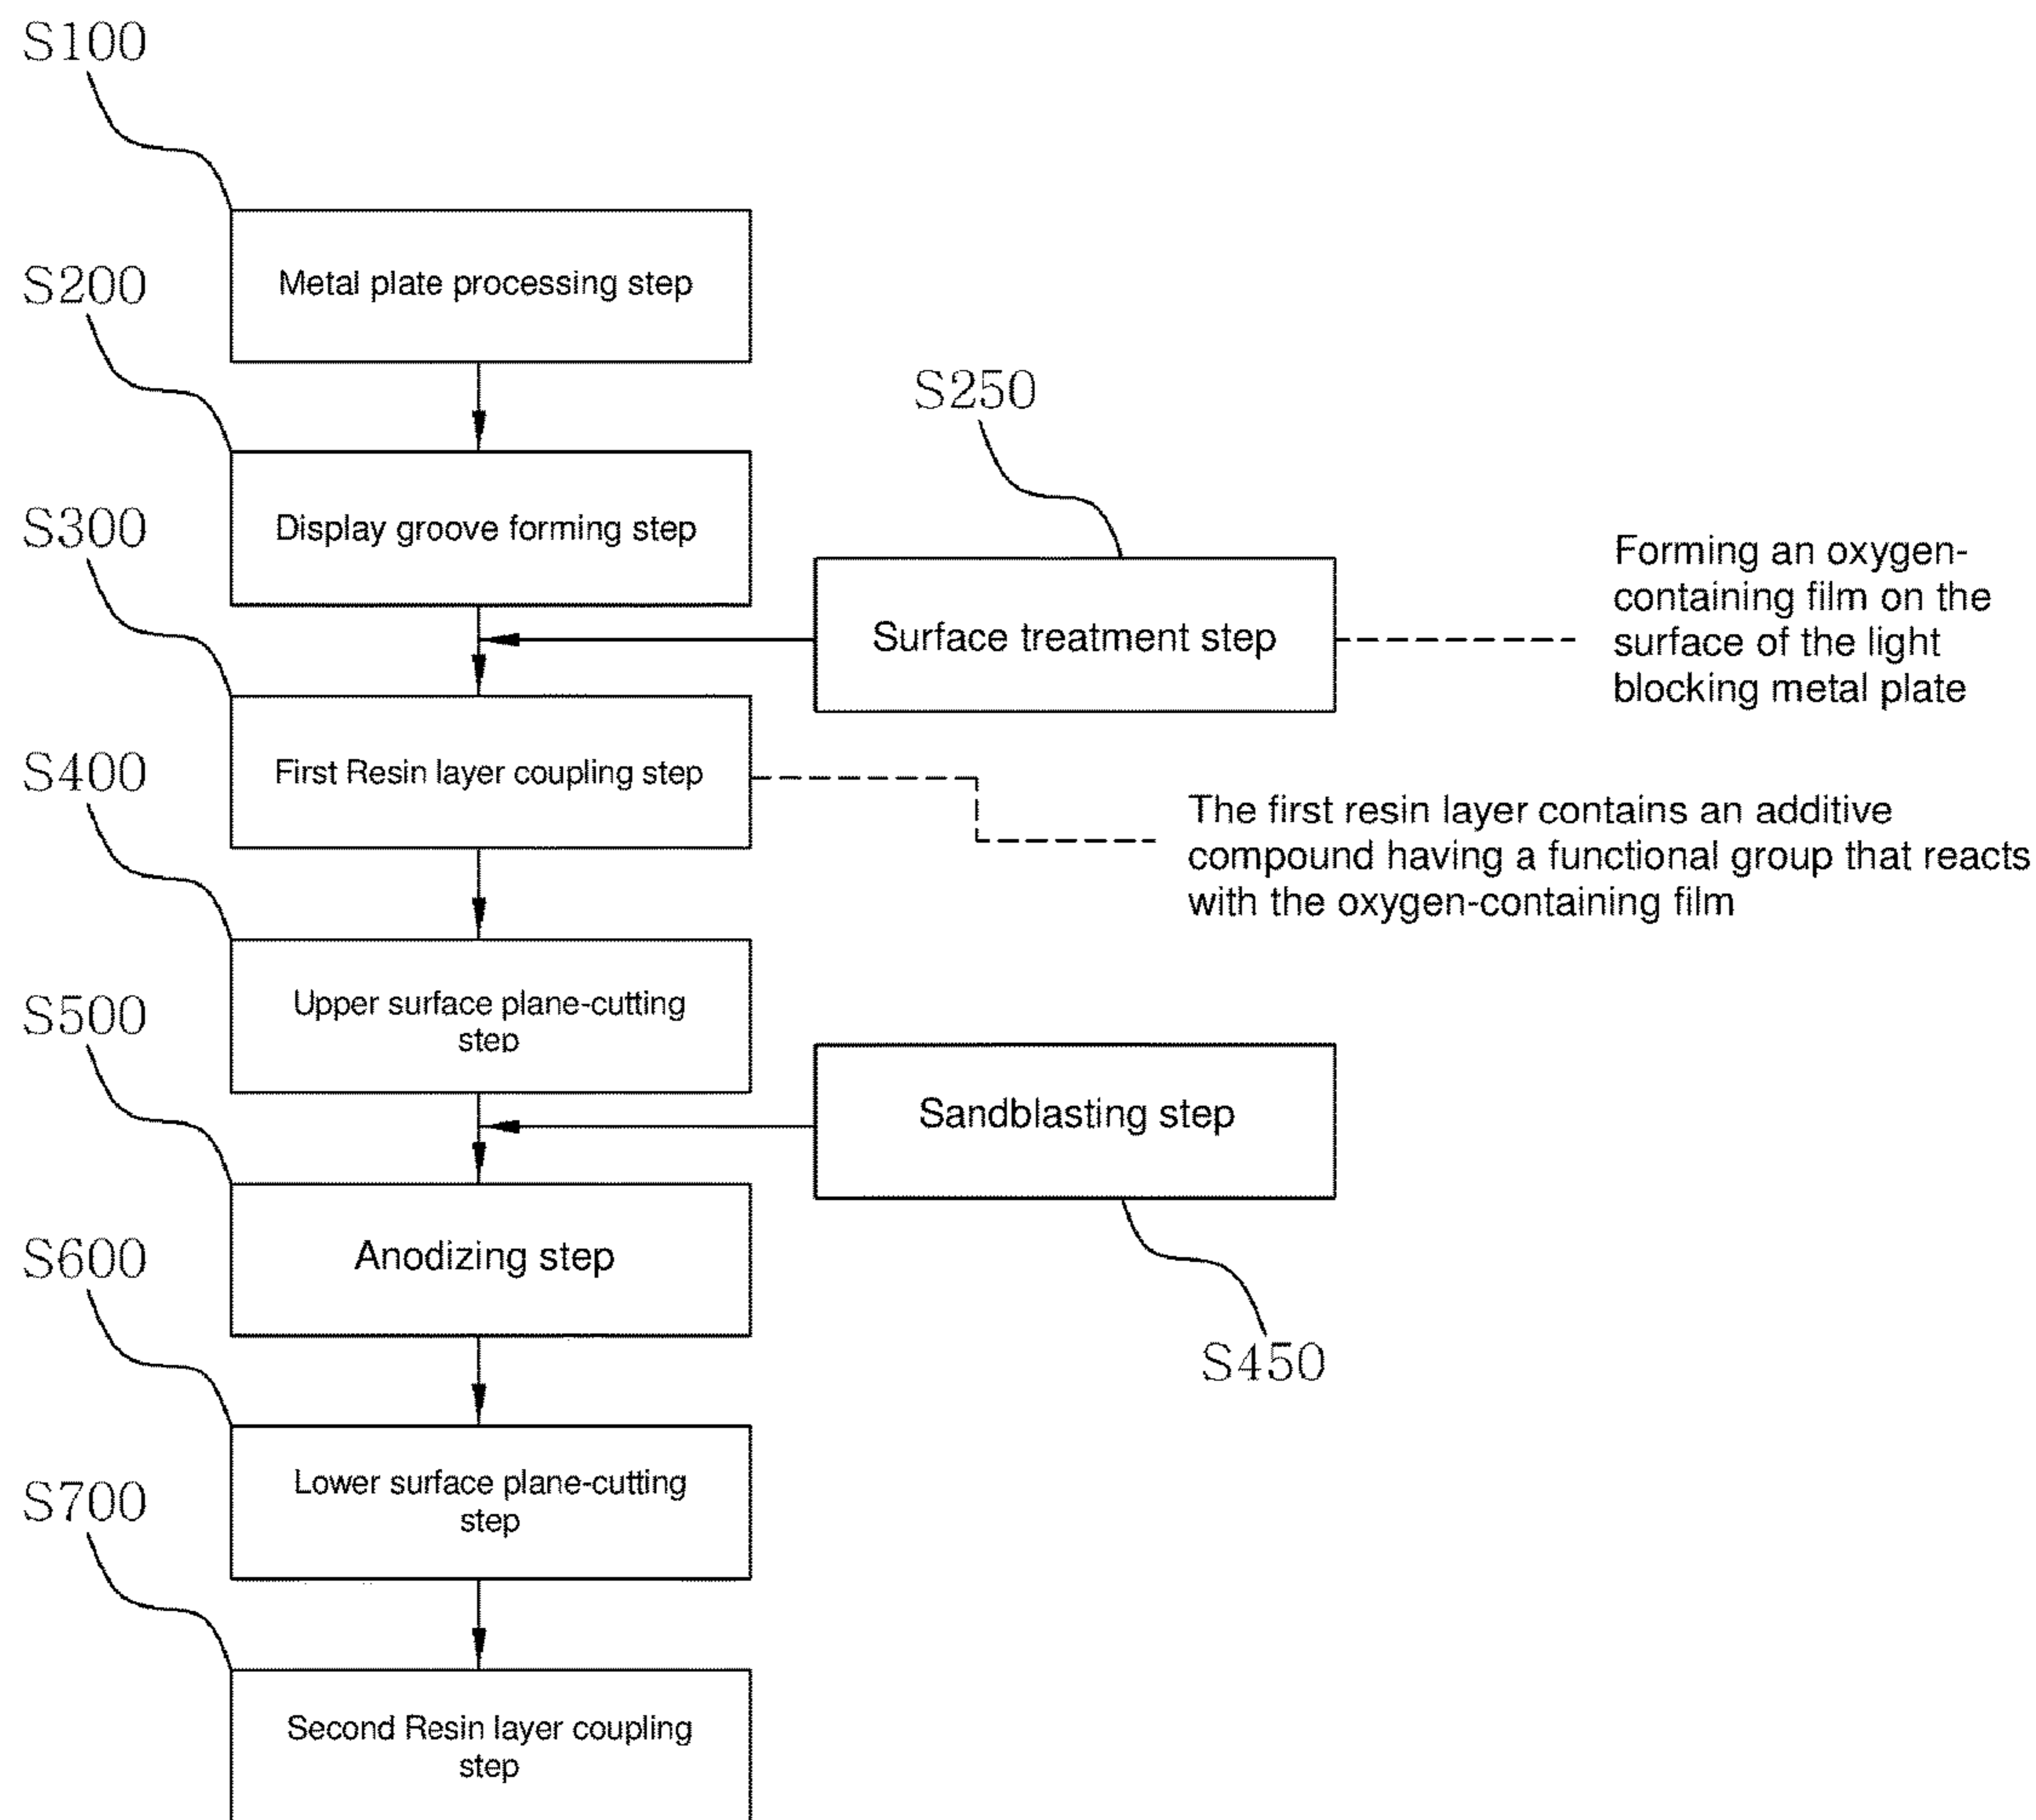 S100
Metal plate processing step
S200
Display groove forming step
S250
Surface treatment step
Forming an oxygen-
containing film on the
surface of the light
blocking metal plate
S300
First Resin layer coupling step
The first resin layer contains an additive
compound having a functional group that reacts
with the oxygen-containing film
S400
Upper surface plane-cutting
step
Sandblasting step
S450
S500
Anodizing step
S600
Lower surface plane-cutting
step
S700
Second Resin layer coupling
step